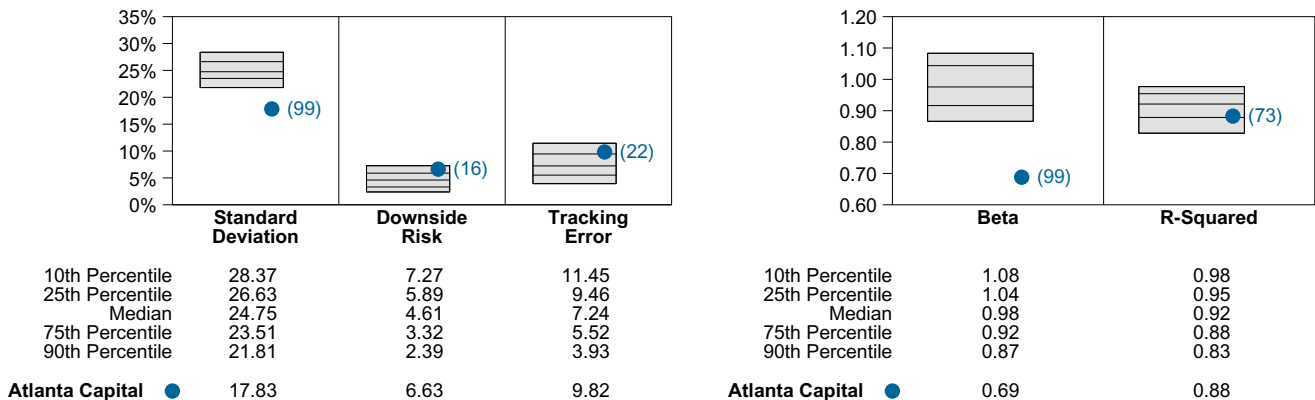 35%
30%
25%
20%
15%
10%
5%
0%
(99)
(16)
(22)
Standard Deviation
Downside Risk
Tracking Error
10th Percentile 28.37 7.27 11.45
25th Percentile 26.63 5.89 9.46
Median 24.75 4.61 7.24
75th Percentile 23.51 3.32 5.52
90th Percentile 21.81 2.39 3.93
Atlanta Capital 17.83 6.63 9.82
1.20
1.10
1.00
0.90
0.80
0.70
0.60
(99)
(73)
Beta
R-Squared
10th Percentile 1.08 0.98
25th Percentile 1.04 0.95
Median 0.98 0.92
75th Percentile 0.92 0.88
90th Percentile 0.87 0.83
Atlanta Capital 0.69 0.88